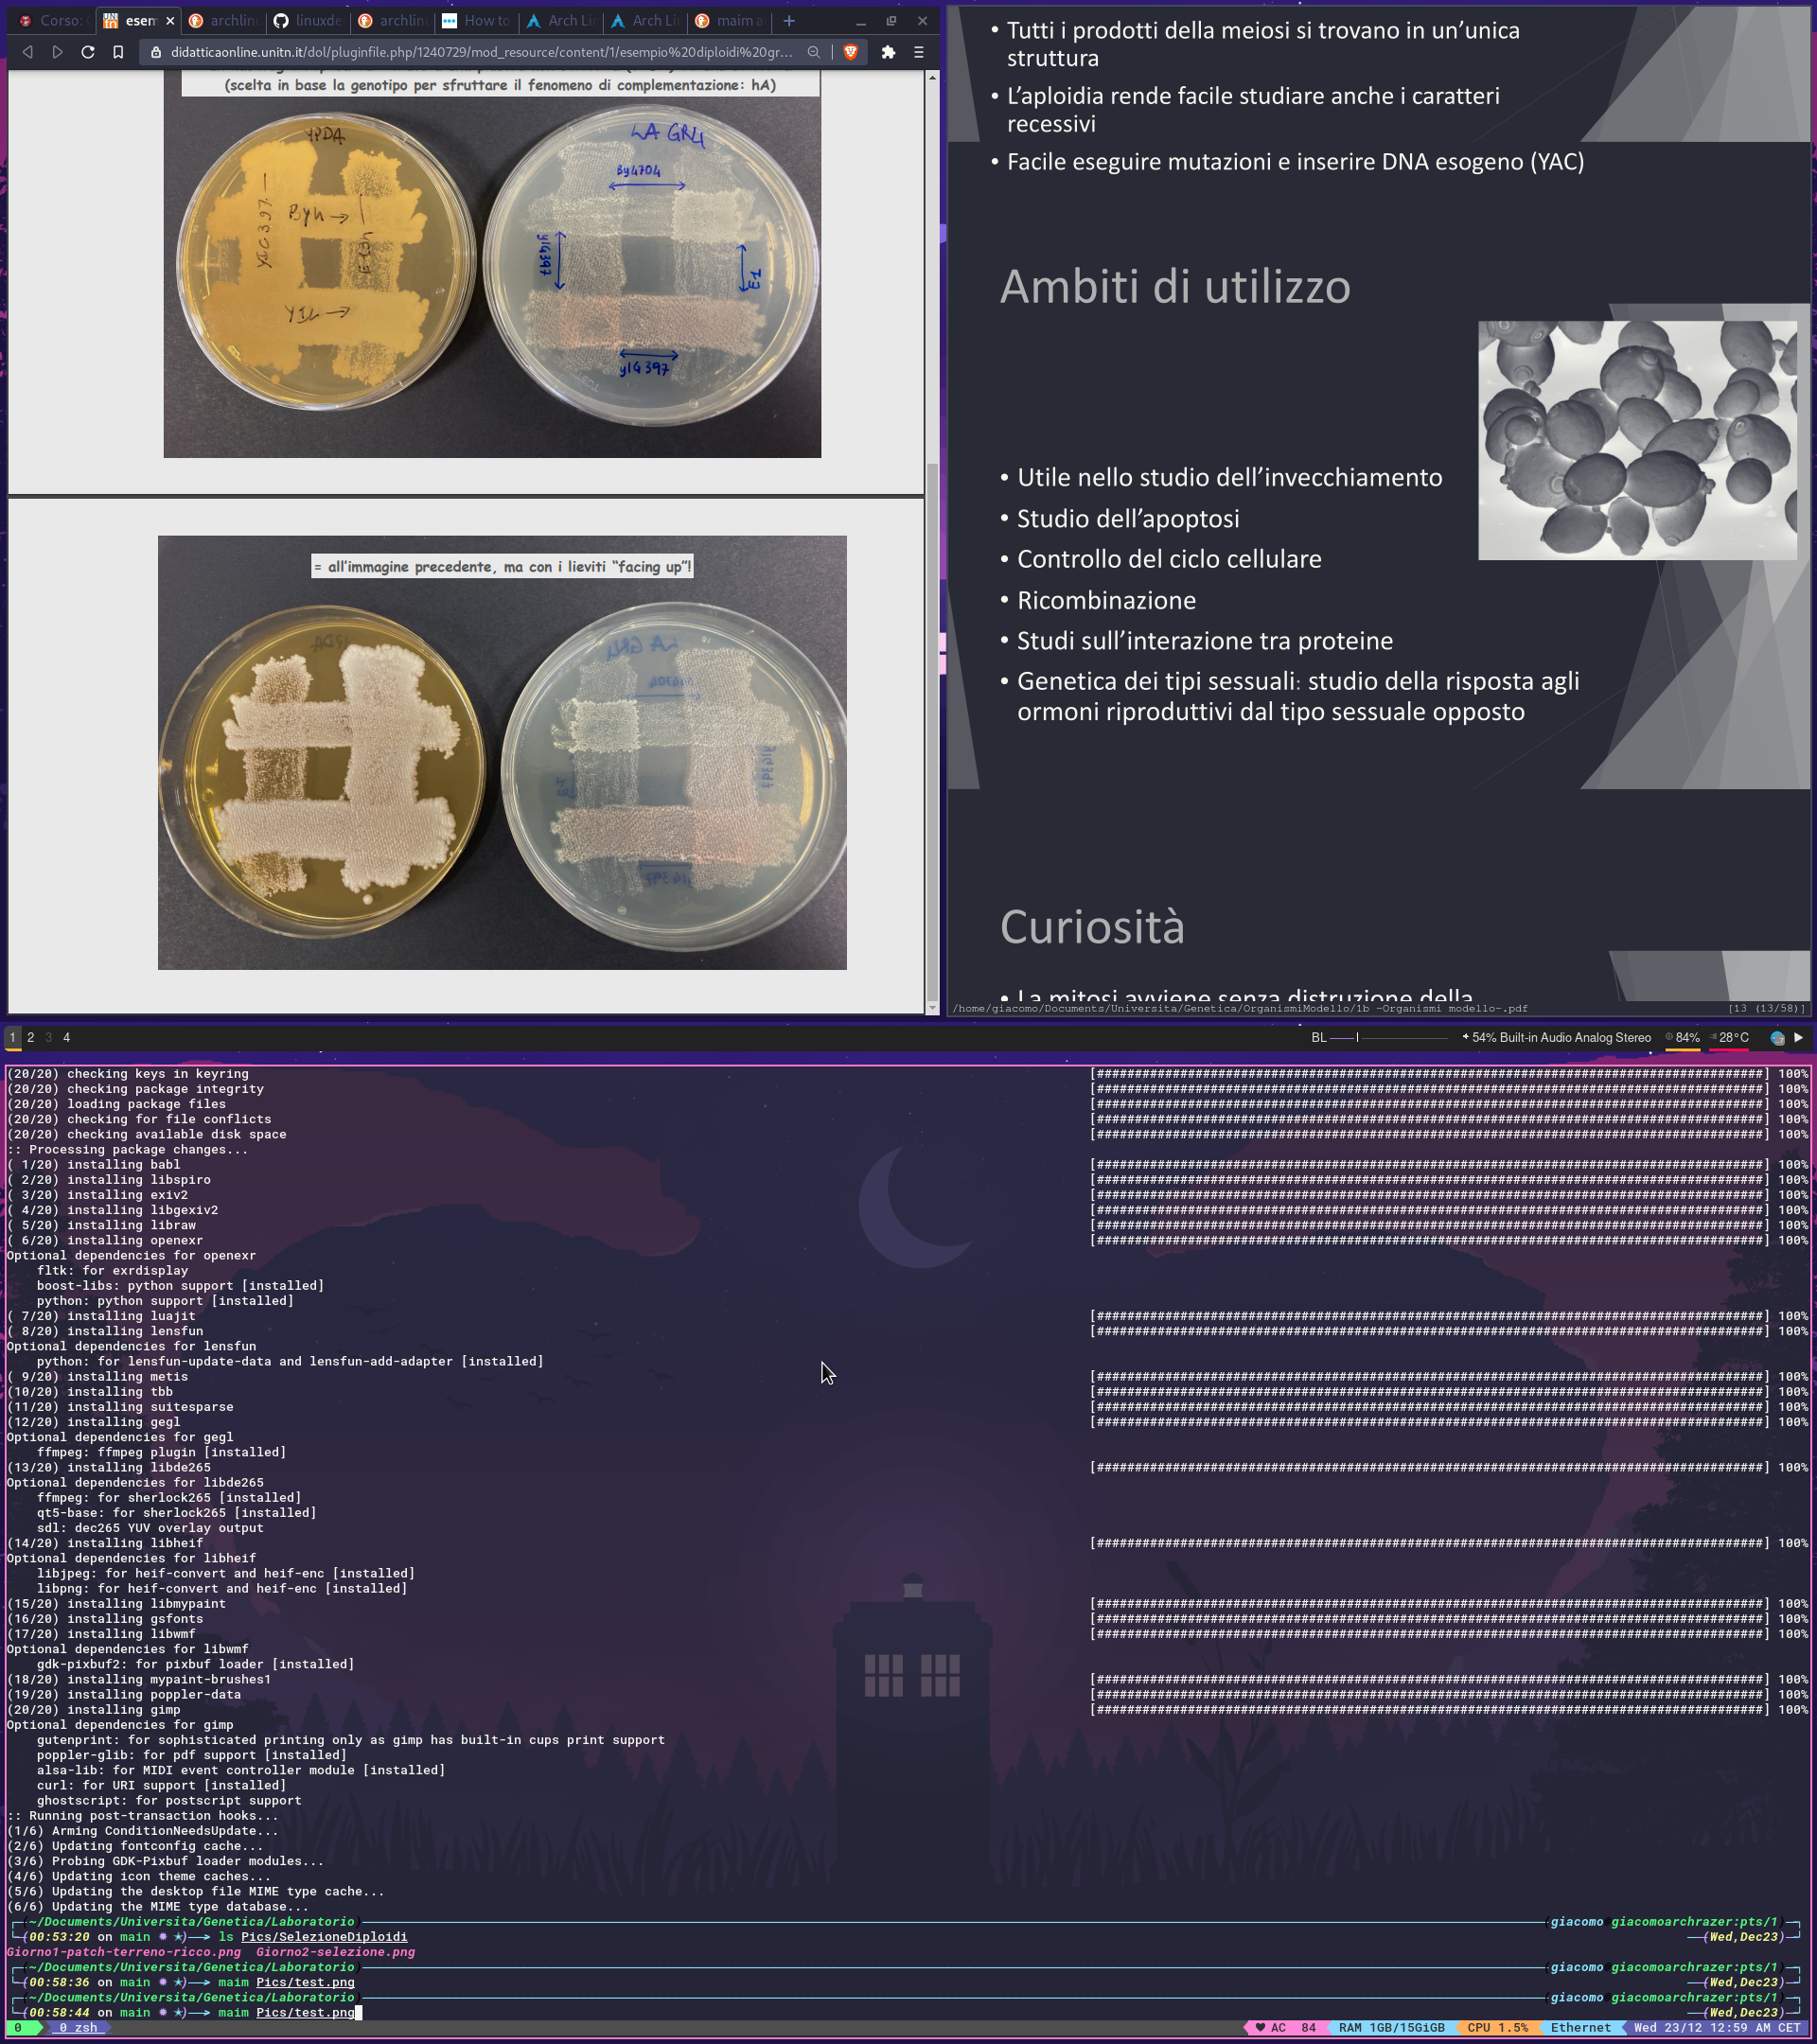 Corso:
esem
archlinu
linuxde
archlinu
How to
Arch Lin
Arch Lin
maim a
didatticaonline.unitn.it/dol/pluginfile.php/1240729/mod_resource/content/1/esempio%20diploidi%20gr...
(scelta in base la genotipo per sfruttare il fenomeno di complementazione: hA)
YPDA
YIG397
Byh →
YIG →
By4704
yIG397
E7
yIG397
= all'immagine precedente, ma con i lieviti "facing up"!
• Tutti i prodotti della meiosi si trovano in un'unica
struttura
• L'aploidia rende facile studiare anche i caratteri
recessivi
• Facile eseguire mutazioni e inserire DNA esogeno (YAC)
Ambiti di utilizzo
• Utile nello studio dell'invecchiamento
• Studio dell'apoptosi
• Controllo del ciclo cellulare
• Ricombinazione
• Studi sull'interazione tra proteine
• Genetica dei tipi sessuali: studio della risposta agli
ormoni riproduttivi dal tipo sessuale opposto
Curiosità
• La mitosi avviene senza distruzione della
/home/giacomo/Documents/Universita/Genetica/OrganismiModello/1b -Organismi modello-.pdf [13 (13/58)]
1 2 3 4 BL 54% Built-in Audio Analog Stereo 84% 28°C
(20/20) checking keys in keyring 100%
(20/20) checking package integrity 100%
(20/20) loading package files 100%
(20/20) checking for file conflicts 100%
(20/20) checking available disk space 100%
:: Processing package changes...
( 1/20) installing babl 100%
( 2/20) installing libspiro 100%
( 3/20) installing exiv2 100%
( 4/20) installing libgexiv2 100%
( 5/20) installing libraw 100%
( 6/20) installing openexr 100%
Optional dependencies for openexr
fltk: for exrdisplay
boost-libs: python support [installed]
python: python support [installed]
( 7/20) installing luajit 100%
( 8/20) installing lensfun 100%
Optional dependencies for lensfun
python: for lensfun-update-data and lensfun-add-adapter [installed]
( 9/20) installing metis 100%
(10/20) installing tbb 100%
(11/20) installing suitesparse 100%
(12/20) installing gegl 100%
Optional dependencies for gegl
ffmpeg: ffmpeg plugin [installed]
(13/20) installing libde265 100%
Optional dependencies for libde265
ffmpeg: for sherlock265 [installed]
qt5-base: for sherlock265 [installed]
sdl: dec265 YUV overlay output
(14/20) installing libheif 100%
Optional dependencies for libheif
libjpeg: for heif-convert and heif-enc [installed]
libpng: for heif-convert and heif-enc [installed]
(15/20) installing libmypaint 100%
(16/20) installing gsfonts 100%
(17/20) installing libwmf 100%
Optional dependencies for libwmf
gdk-pixbuf2: for pixbuf loader [installed]
(18/20) installing mypaint-brushes1 100%
(19/20) installing poppler-data 100%
(20/20) installing gimp 100%
Optional dependencies for gimp
gutenprint: for sophisticated printing only as gimp has built-in cups print support
poppler-glib: for pdf support [installed]
alsa-lib: for MIDI event controller module [installed]
curl: for URI support [installed]
ghostscript: for postscript support
:: Running post-transaction hooks...
(1/6) Arming ConditionNeedsUpdate...
(2/6) Updating fontconfig cache...
(3/6) Probing GDK-Pixbuf loader modules...
(4/6) Updating icon theme caches...
(5/6) Updating the desktop file MIME type cache...
(6/6) Updating the MIME type database...
(~/Documents/Universita/Genetica/Laboratorio) (giacomo giacomoarchrazer:pts/1)
(00:53:20 on main) ls Pics/SelezioneDiploidi (Wed,Dec23)
Giorno1-patch-terreno-ricco.png Giorno2-selezione.png
(~/Documents/Universita/Genetica/Laboratorio) (giacomo giacomoarchrazer:pts/1)
(00:58:36 on main) maim Pics/test.png (Wed,Dec23)
(~/Documents/Universita/Genetica/Laboratorio) (giacomo giacomoarchrazer:pts/1)
(00:58:44 on main) maim Pics/test.png (Wed,Dec23)
0 0 zsh ♥ AC 84 RAM 1GB/15GiGB CPU 1.5% Ethernet Wed 23/12 12:59 AM CET